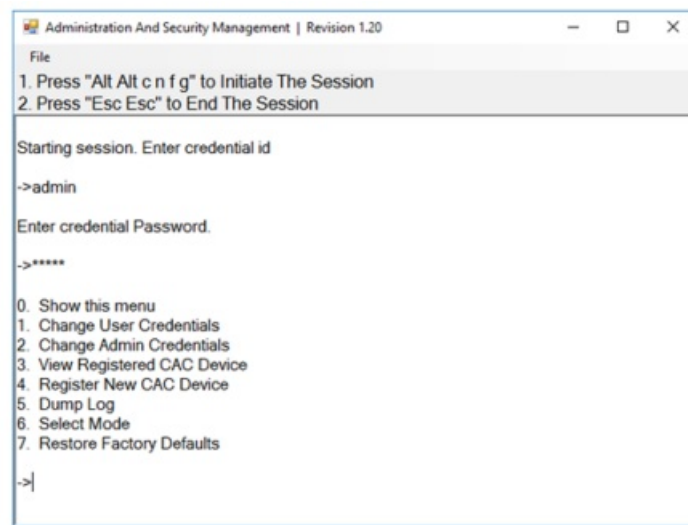 Administration And Security Management | Revision 1.20
File
1. Press "Alt Alt c n f g" to Initiate The Session
2. Press "Esc Esc" to End The Session
Starting session. Enter credential id
->admin
Enter credential Password.
->*****
0. Show this menu
1. Change User Credentials
2. Change Admin Credentials
3. View Registered CAC Device
4. Register New CAC Device
5. Dump Log
6. Select Mode
7. Restore Factory Defaults
->